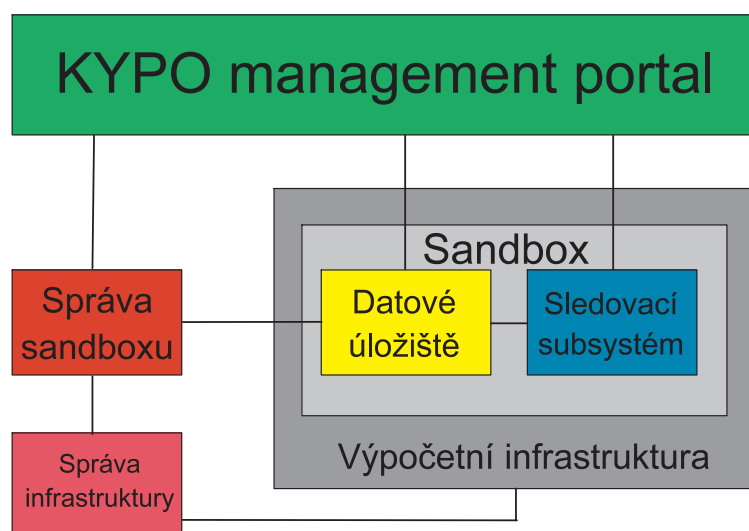 KYPO management portal
Sandbox
Správa
sandboxu
Datové
úložiště
Sledovací
subsystém
Správa
infrastruktury
Výpočetní infrastruktura